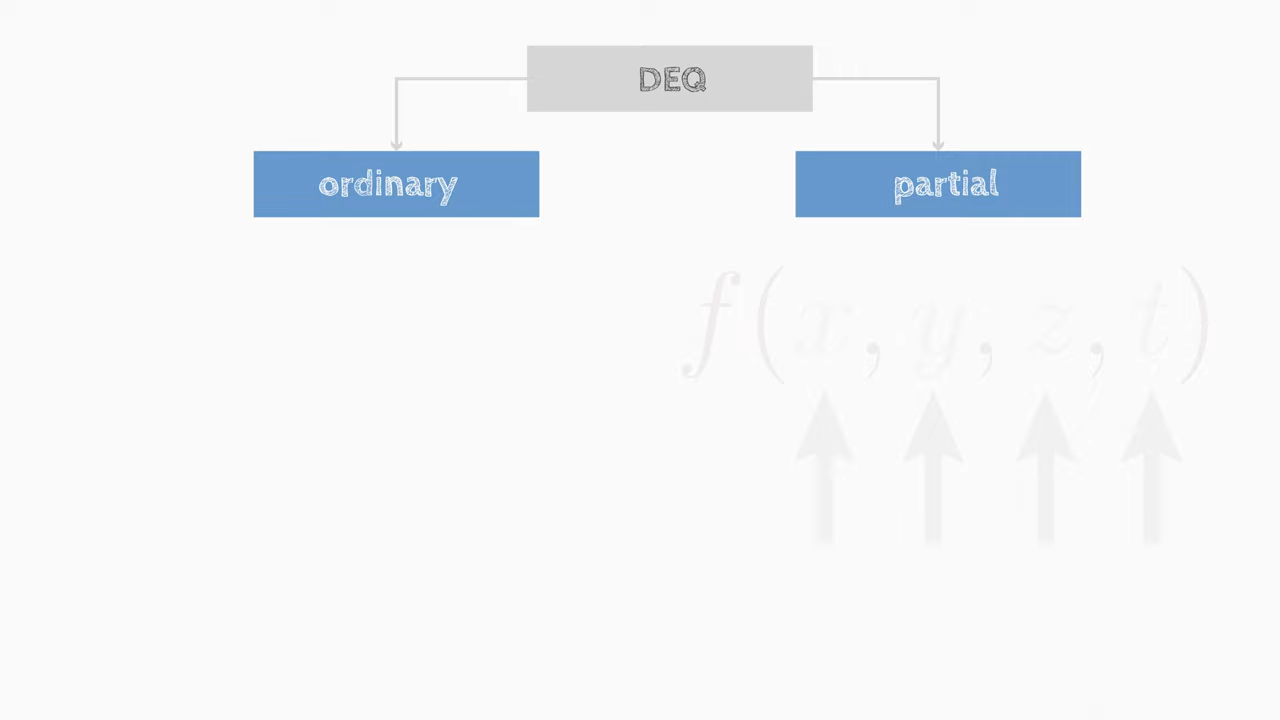 DEQ
ordinary
partial
f(x, y, z, t)